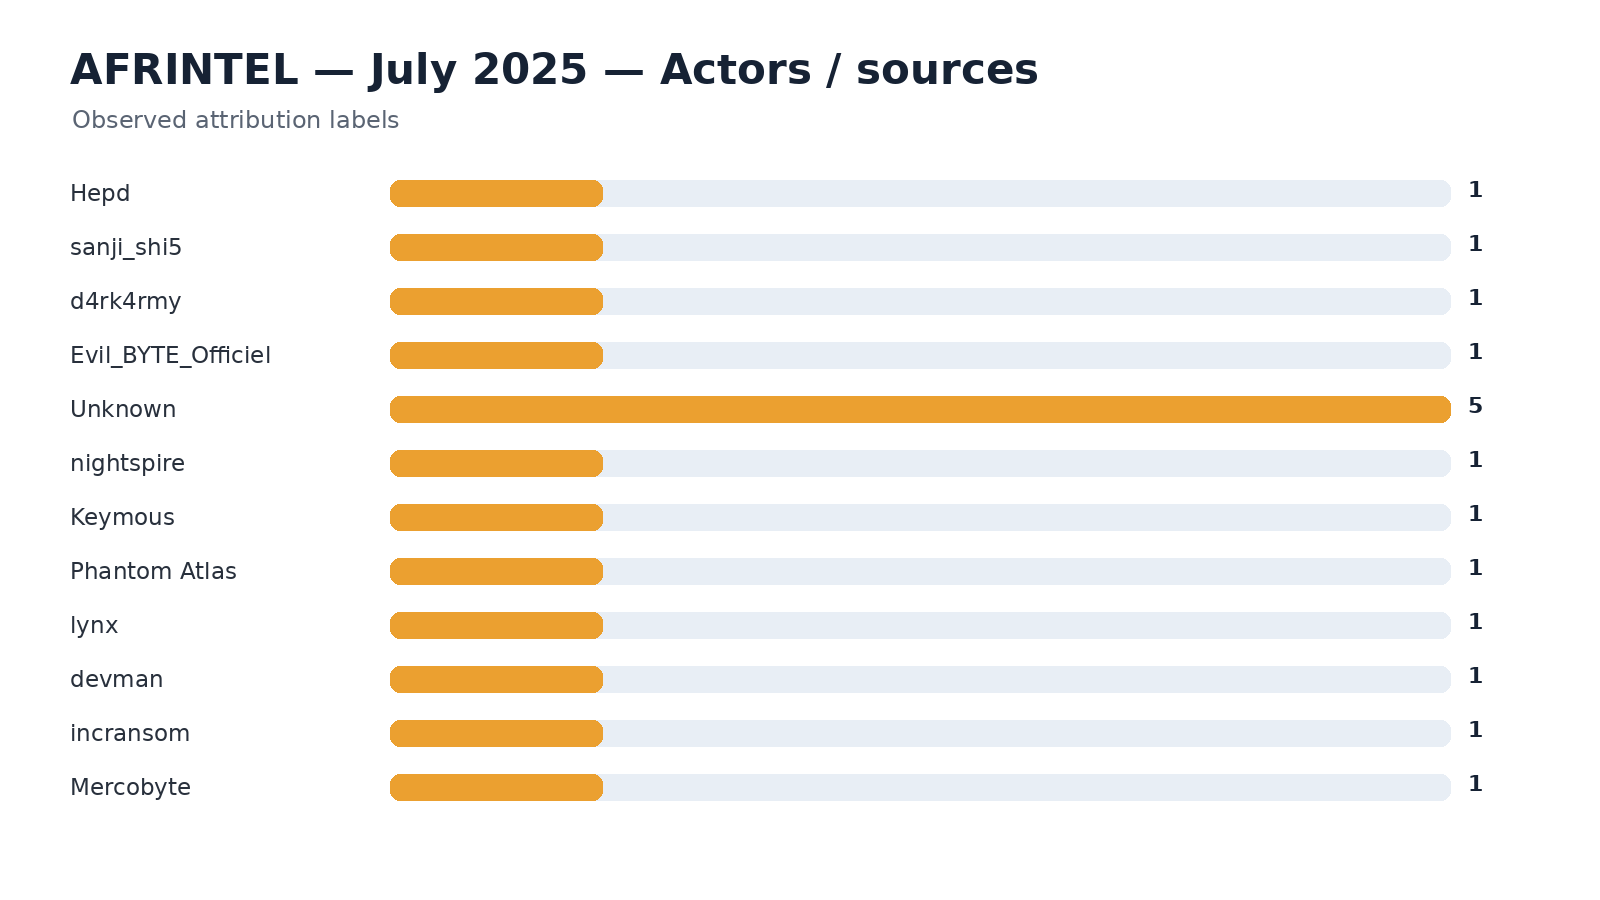 AFRINTEL — July 2025 — Actors / sources
Observed attribution labels
Hepd 1
sanji_shi5 1
d4rk4rmy 1
Evil_BYTE_Officiel 1
Unknown 5
nightspire 1
Keymous 1
Phantom Atlas 1
lynx 1
devman 1
incransom 1
Mercobyte 1